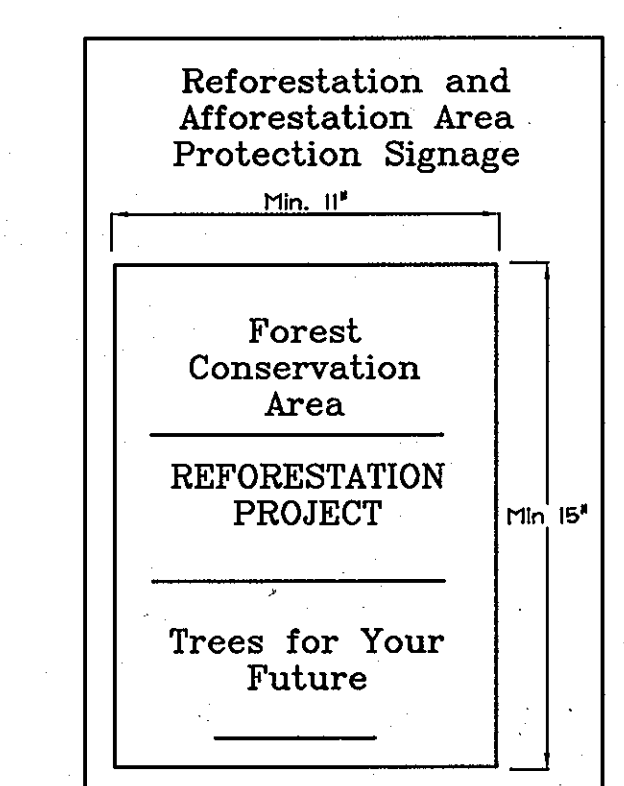 Reforestation and
Afforestation Area
Protection Signage
Min. 11"
Forest
Conservation
Area
REFORESTATION
PROJECT
Min 15"
Trees for Your
Future